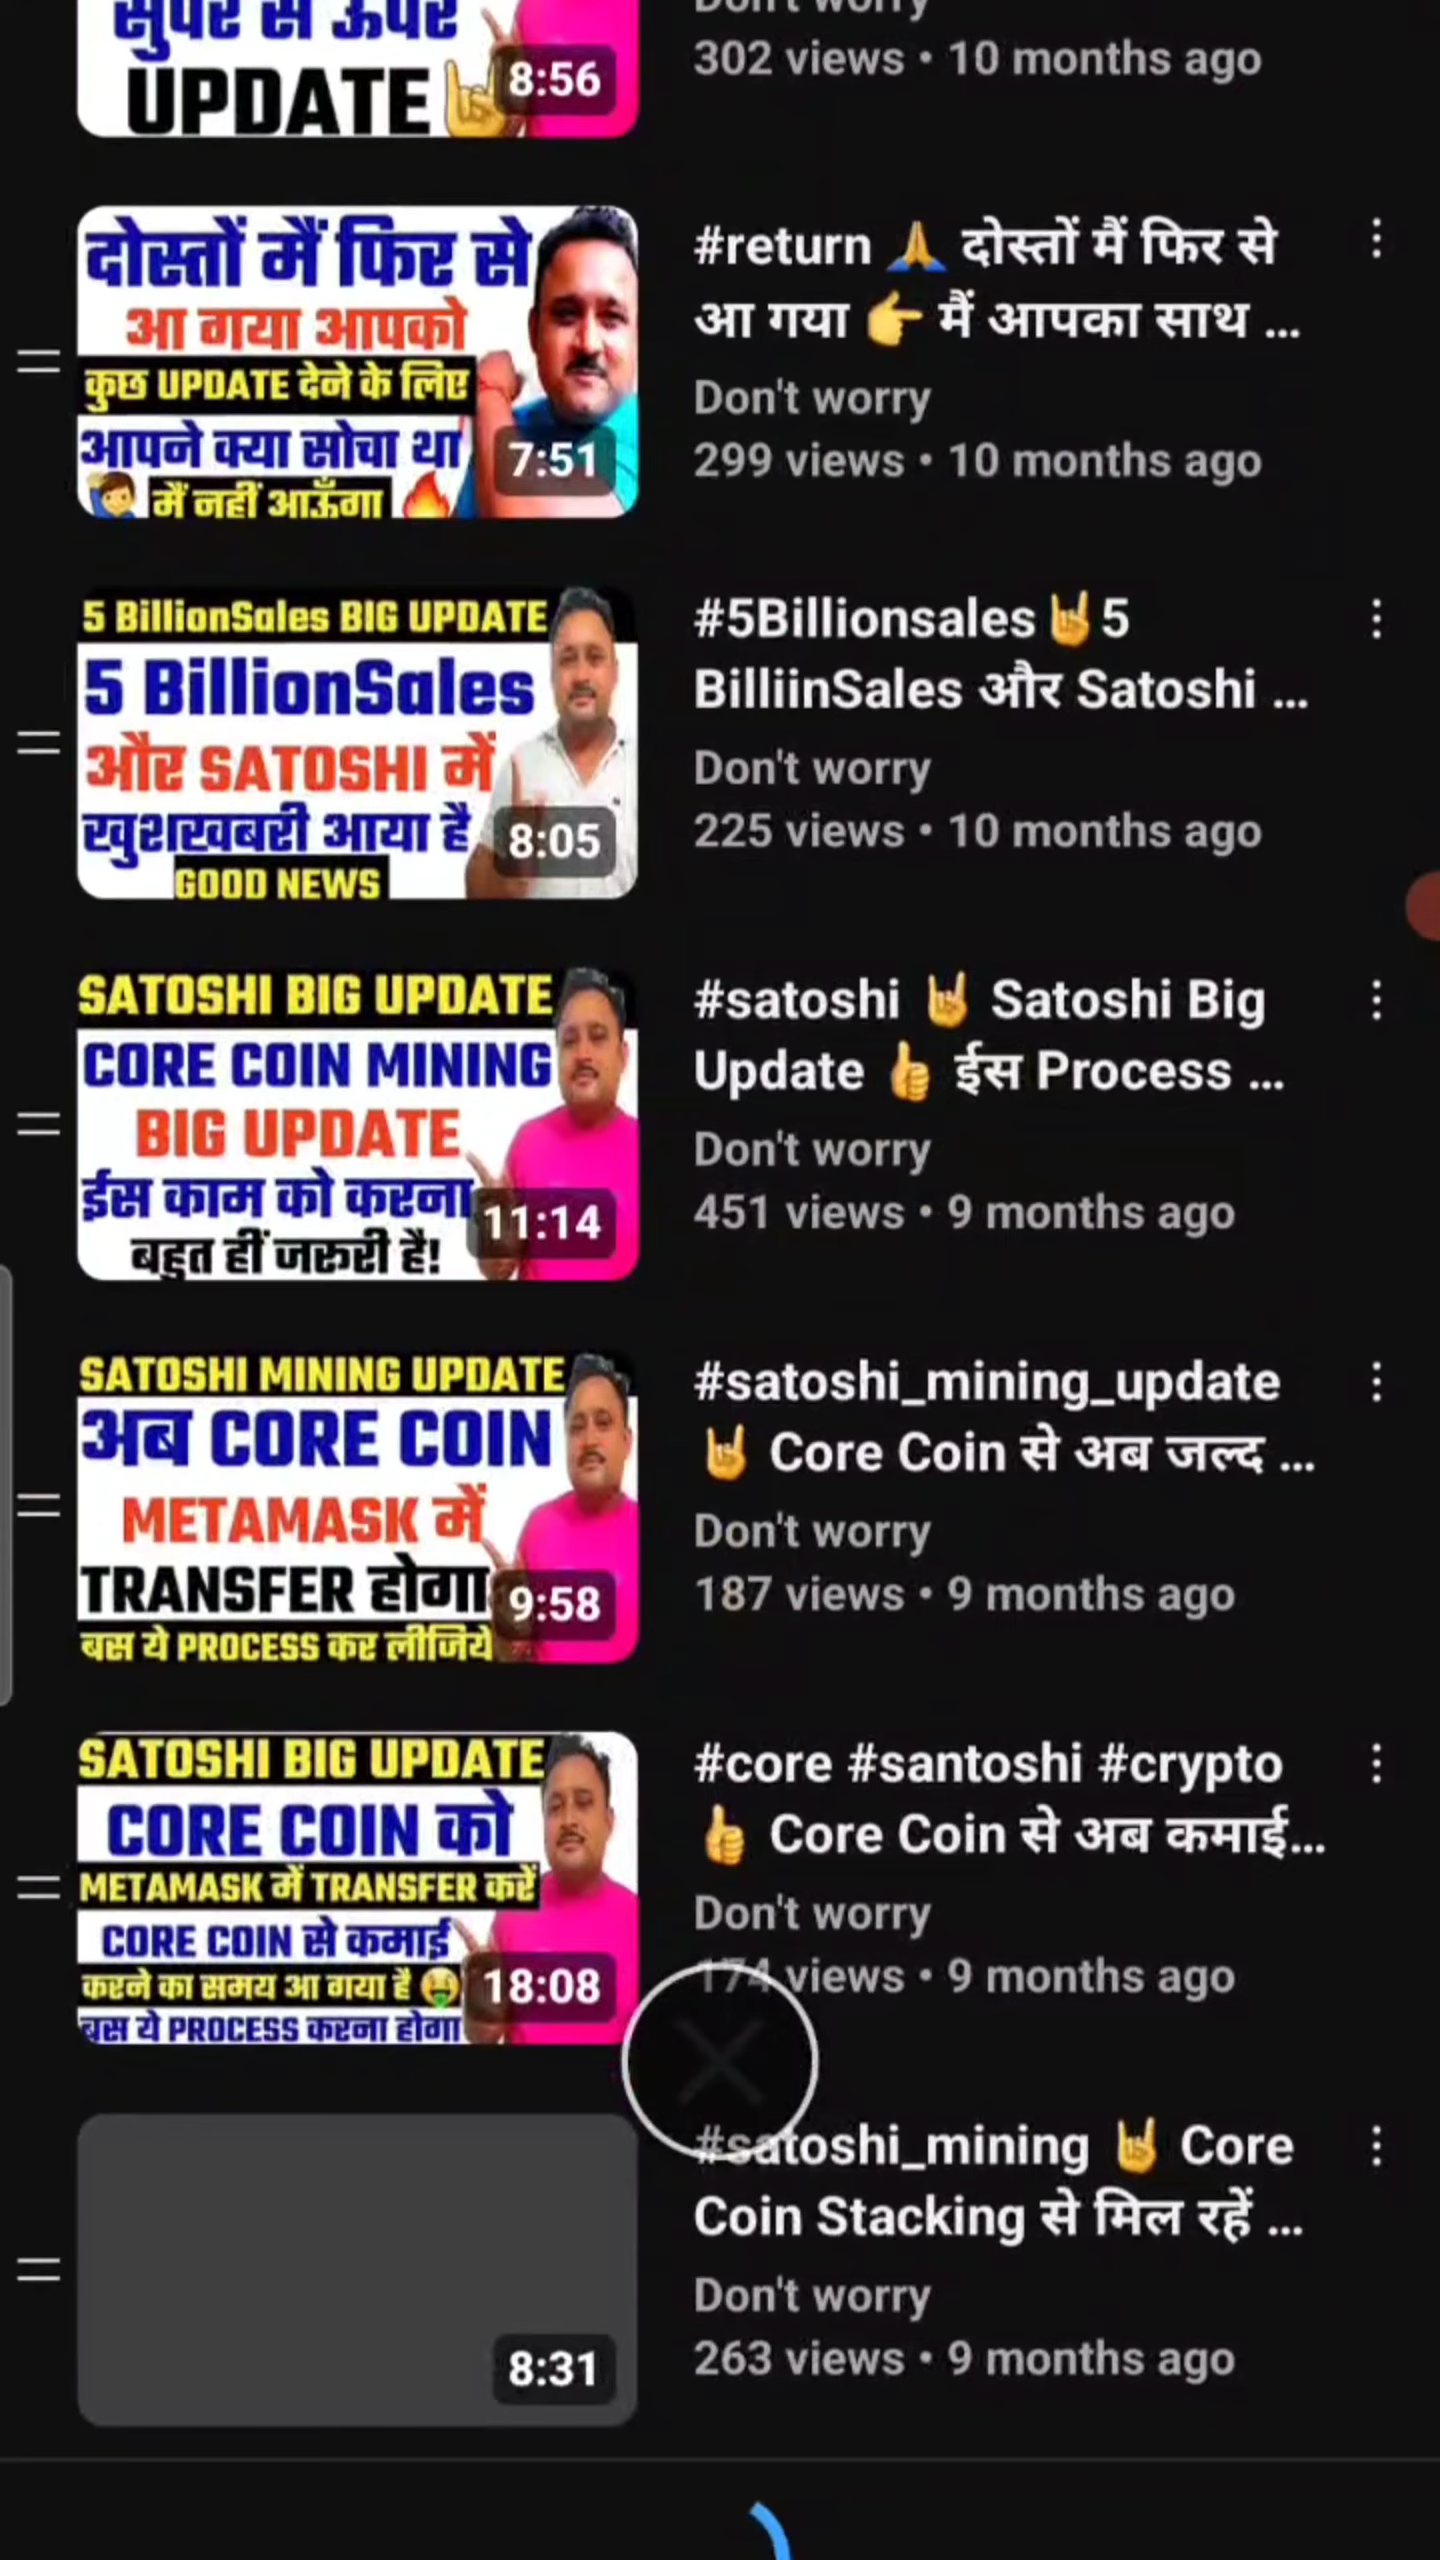 सुपर से ऊपर
UPDATE
8:56
Don't worry
302 views • 10 months ago
दोस्तों मैं फिर से
आ गया आपको
कुछ UPDATE देने के लिए
आपने क्या सोचा था
मैं नहीं आऊँगा
7:51
#return 🙏 दोस्तों मैं फिर से
आ गया 👉 मैं आपका साथ ...
Don't worry
299 views • 10 months ago
5 BillionSales BIG UPDATE
5 BillionSales
और SATOSHI में
खुशखबरी आया है
GOOD NEWS
8:05
#5Billionsales🤘5
BilliinSales और Satoshi ...
Don't worry
225 views • 10 months ago
SATOSHI BIG UPDATE
CORE COIN MINING
BIG UPDATE
ईस काम को करना
बहुत हीं जरूरी है!
11:14
#satoshi 🤘 Satoshi Big
Update 👍 ईस Process ...
Don't worry
451 views • 9 months ago
SATOSHI MINING UPDATE
अब CORE COIN
METAMASK में
TRANSFER होगा
बस ये PROCESS कर लीजिये
9:58
#satoshi_mining_update
🤘 Core Coin से अब जल्द ...
Don't worry
187 views • 9 months ago
SATOSHI BIG UPDATE
CORE COIN को
METAMASK में TRANSFER करें
CORE COIN से कमाई
करने का समय आ गया है 🤑
बस ये PROCESS करना होगा
18:08
#core #santoshi #crypto
👍 Core Coin से अब कमाई...
Don't worry
174 views • 9 months ago
8:31
#satoshi_mining 🤘 Core
Coin Stacking से मिल रहें ...
Don't worry
263 views • 9 months ago